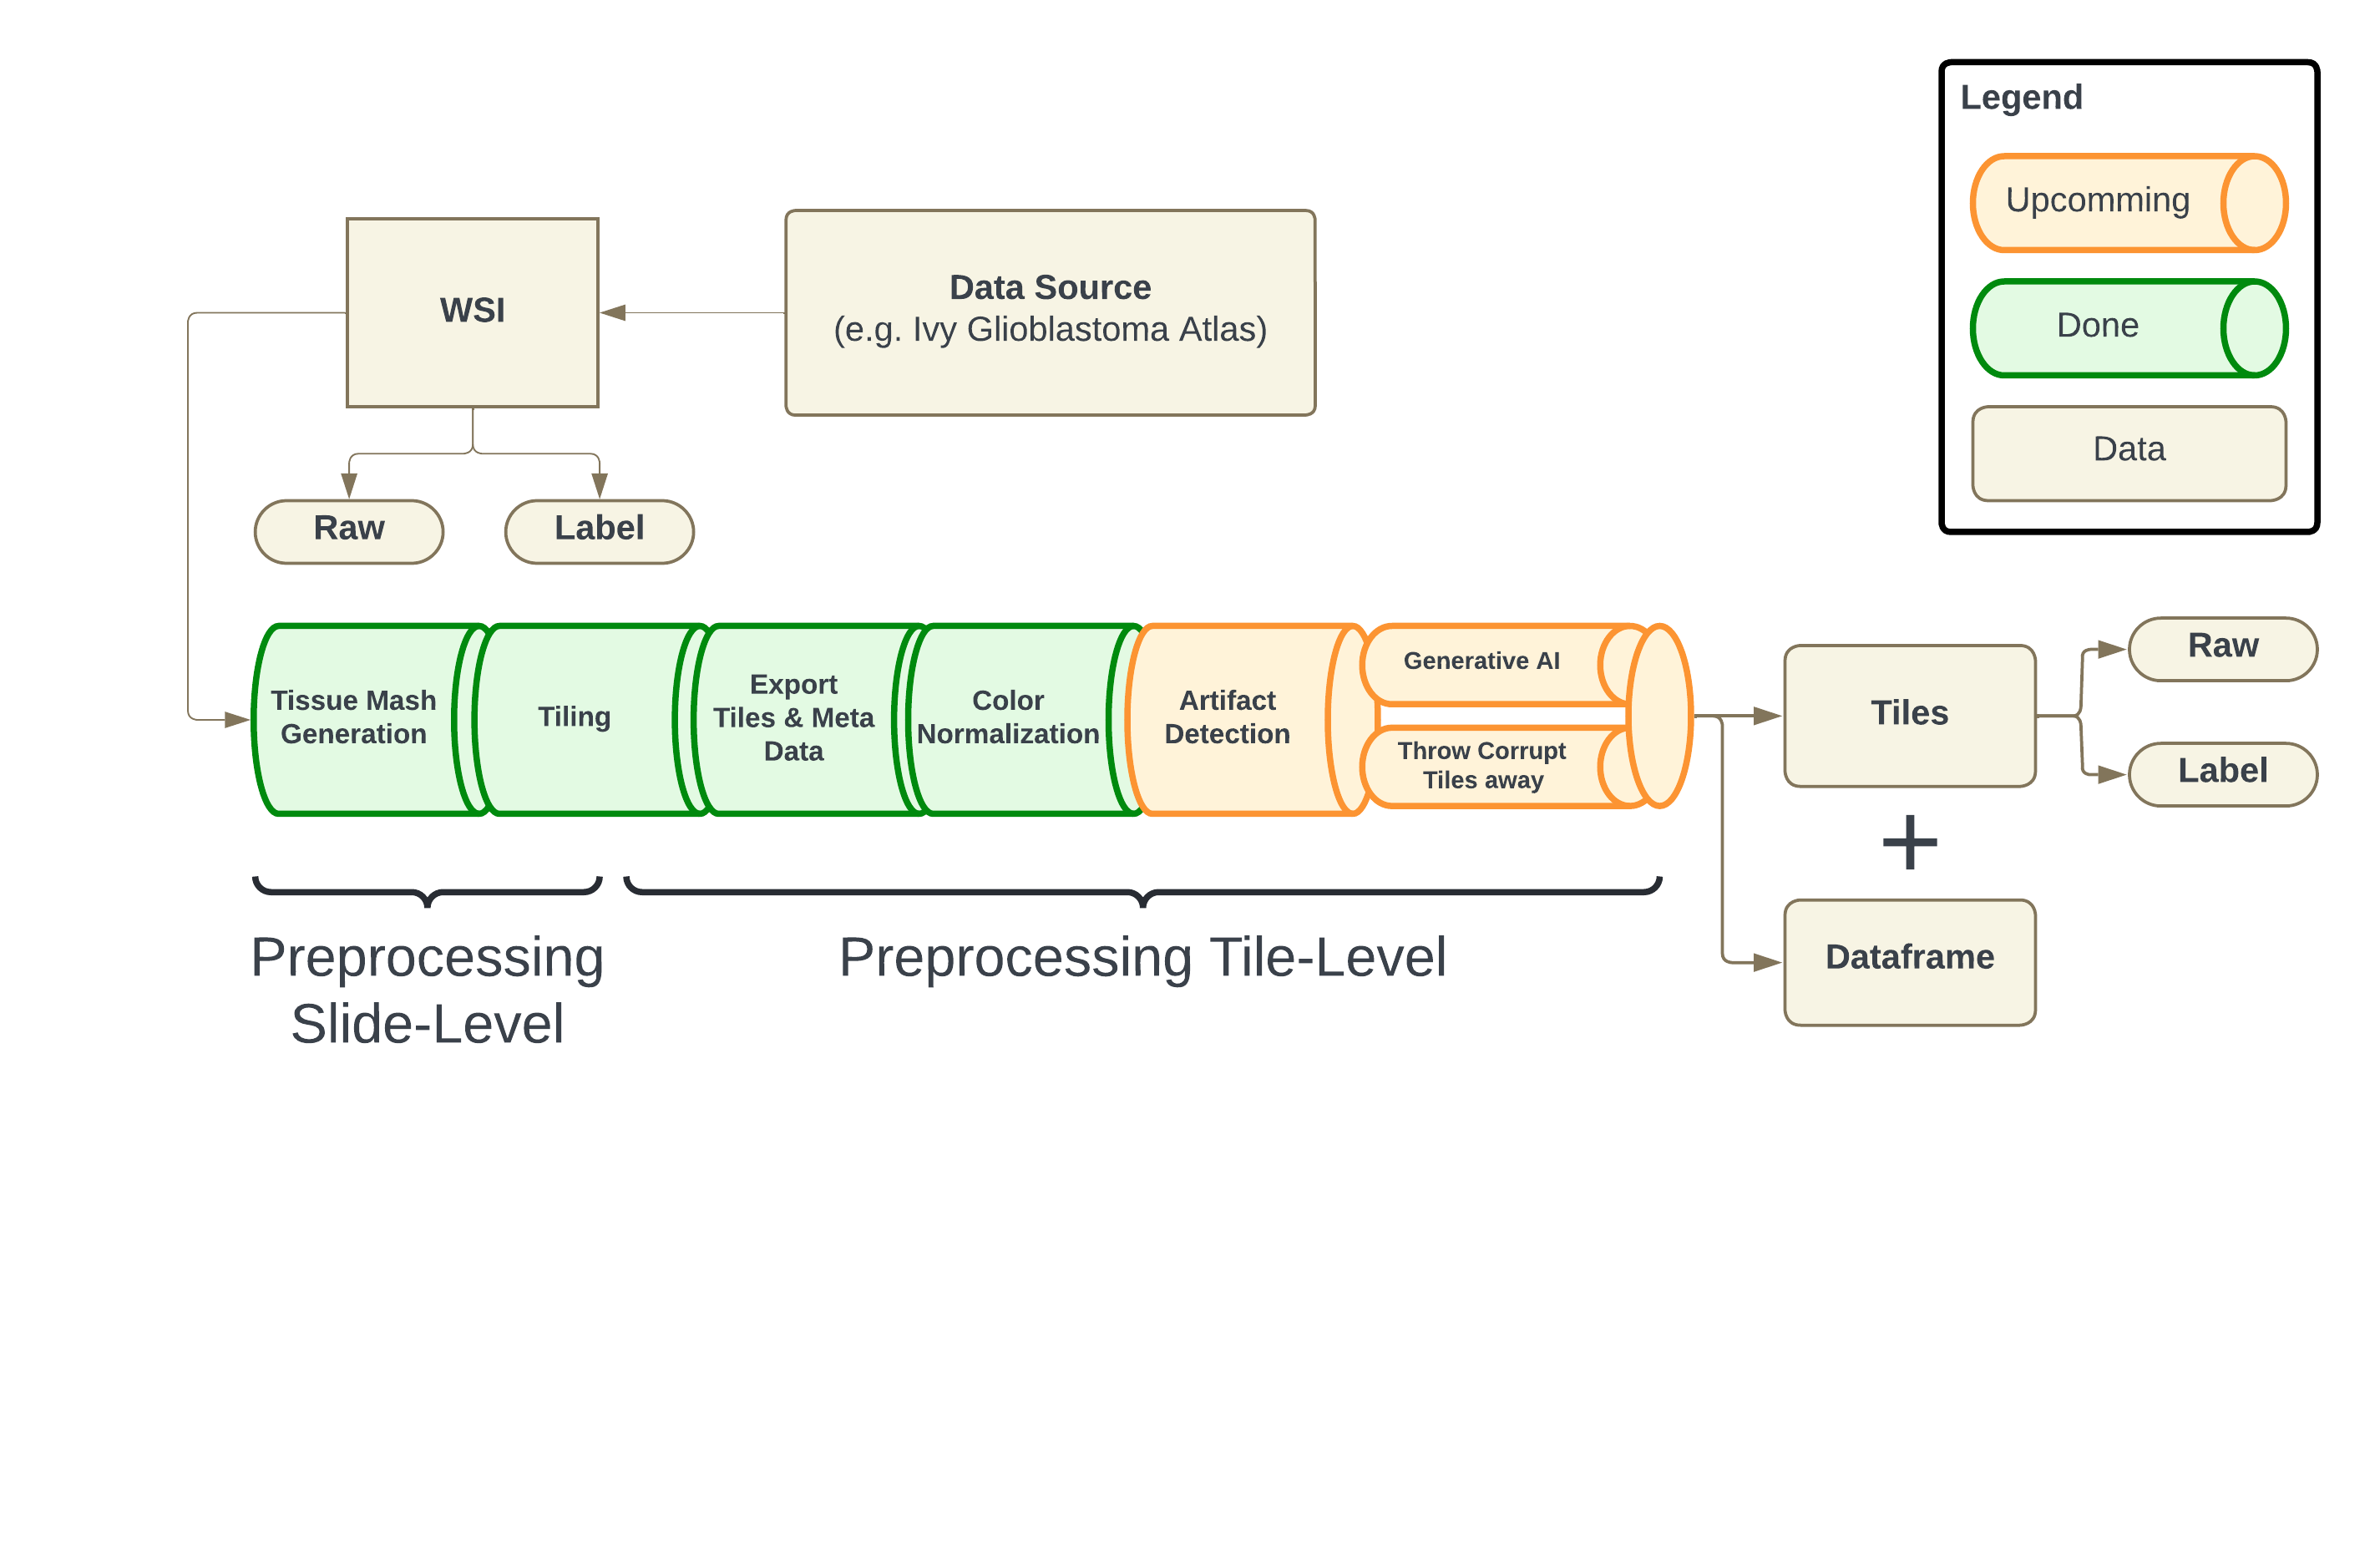 Legend
Upcomming
Done
Data
WSI
Data Source
(e.g. Ivy Glioblastoma Atlas)
Raw
Label
Tissue Mash
Generation
Tiling
Export
Tiles & Meta
Data
Color
Normalization
Artifact
Detection
Generative AI
Throw Corrupt
Tiles away
Tiles
Raw
Label
+
Dataframe
Preprocessing
Slide-Level
Preprocessing Tile-Level